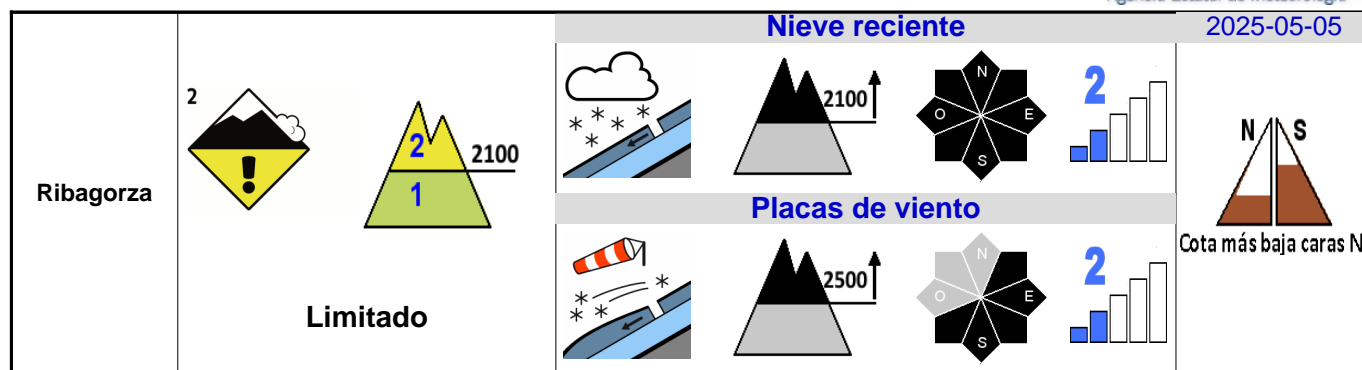 Nieve reciente
2025-05-05
2
2
2100
1
2100
N
O
E
S
2
N S
Ribagorza
Placas de viento
Cota más baja caras N
2500
N
O
E
S
2
Limitado